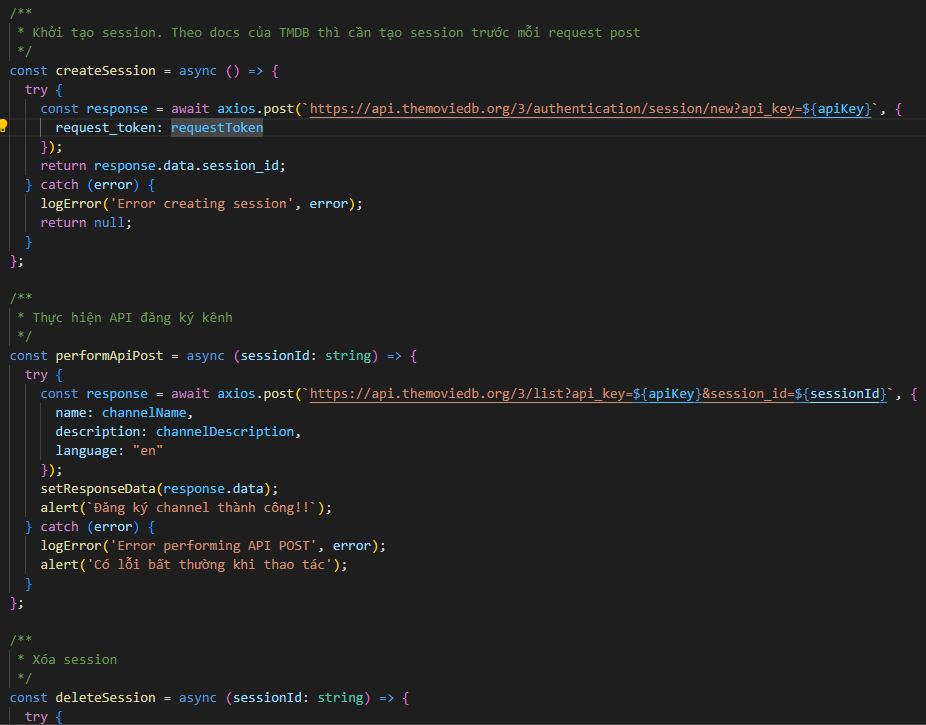 /**
 * Khởi tạo session. Theo docs của TMDB thì cần tạo session trước mỗi request post
 */
const createSession = async () => {
  try {
    const response = await axios.post(`https://api.themoviedb.org/3/authentication/session/new?api_key=${apiKey}`, {
      request_token: requestToken
    });
    return response.data.session_id;
  } catch (error) {
    logError('Error creating session', error);
    return null;
  }
};

/**
 * Thực hiện API đăng ký kênh
 */
const performApiPost = async (sessionId: string) => {
  try {
    const response = await axios.post(`https://api.themoviedb.org/3/list?api_key=${apiKey}&session_id=${sessionId}`, {
      name: channelName,
      description: channelDescription,
      language: "en"
    });
    setResponseData(response.data);
    alert(`Đăng ký channel thành công!!`);
  } catch (error) {
    logError('Error performing API POST', error);
    alert('Có lỗi bất thường khi thao tác');
  }
};

/**
 * Xóa session
 */
const deleteSession = async (sessionId: string) => {
  try {